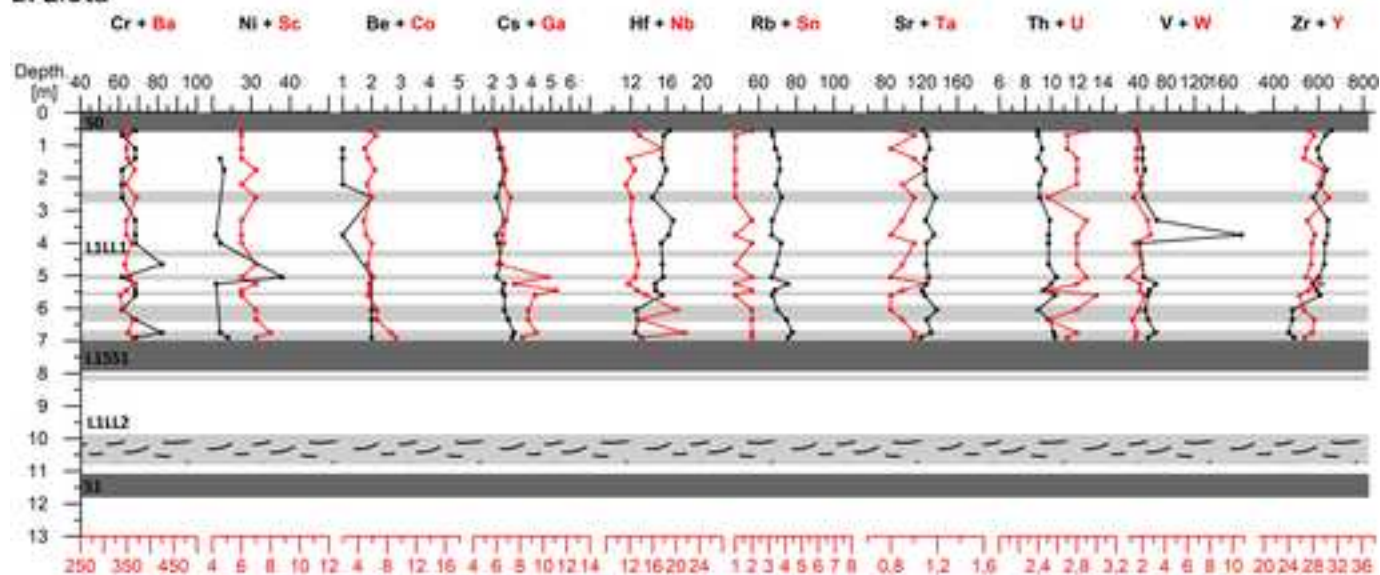 Cr + Ba Ni + Sc Be + Co Cs + Ga Hf + Nb Rb + Sn Sr + Ta Th + U V + W Zr + Y
Depth
[m]
40 60 80 100 30 40 1 2 3 4 5 2 3 4 5 6 12 16 20 60 80 100 80 120 160 6 8 10 12 14 40 80 120 160 400 600 800
0
S0
1
2
3
4
L1LL1
5
6
7
L1SS1
8
9
L1LL2
10
11
S1
12
13
250 350 450 4 6 8 10 12 4 8 12 16 4 6 8 10 12 14 12 16 20 24 1 2 3 4 5 6 7 8 0,8 1,2 1,6 2,4 2,8 3,2 2 4 6 8 10 20 24 28 32 36